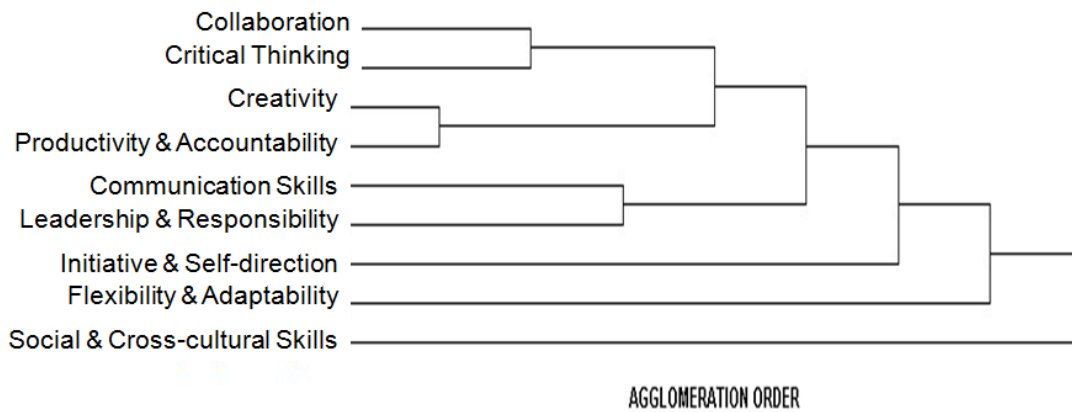 Collaboration
Critical Thinking
Creativity
Productivity & Accountability
Communication Skills
Leadership & Responsibility
Initiative & Self-direction
Flexibility & Adaptability
Social & Cross-cultural Skills
AGGLOMERATION ORDER